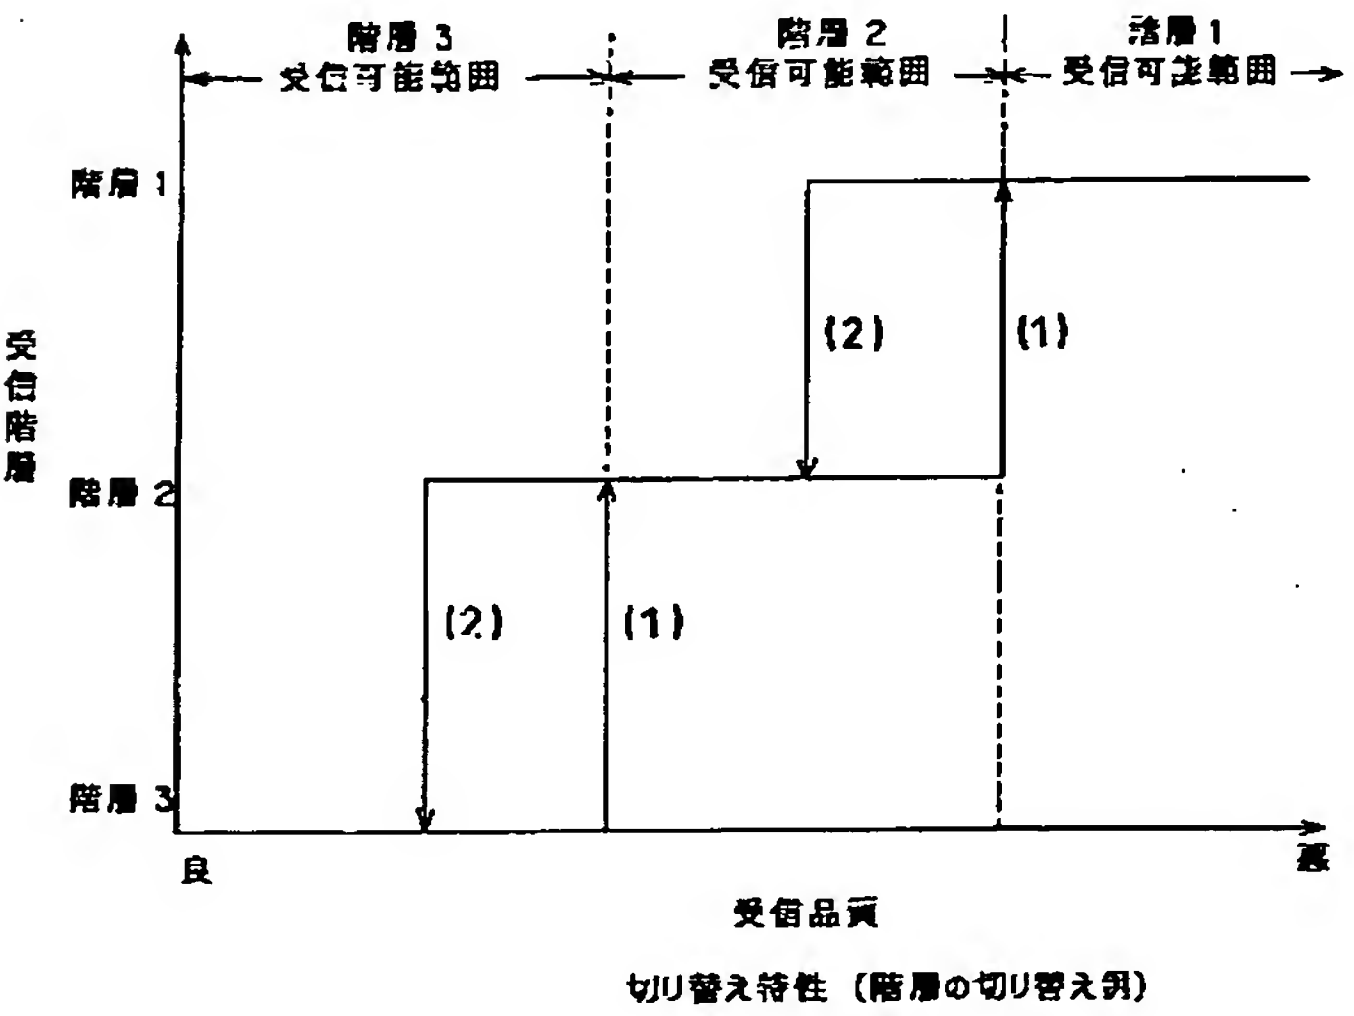 階層 3
受信可能範囲
階層 2
受信可能範囲
階層 1
受信可能範囲
階層 1
受信階層
(2)
(1)
階層 2
(2)
(1)
階層 3
良
悪
受信品質
切り替え特性 (階層の切り替え例)